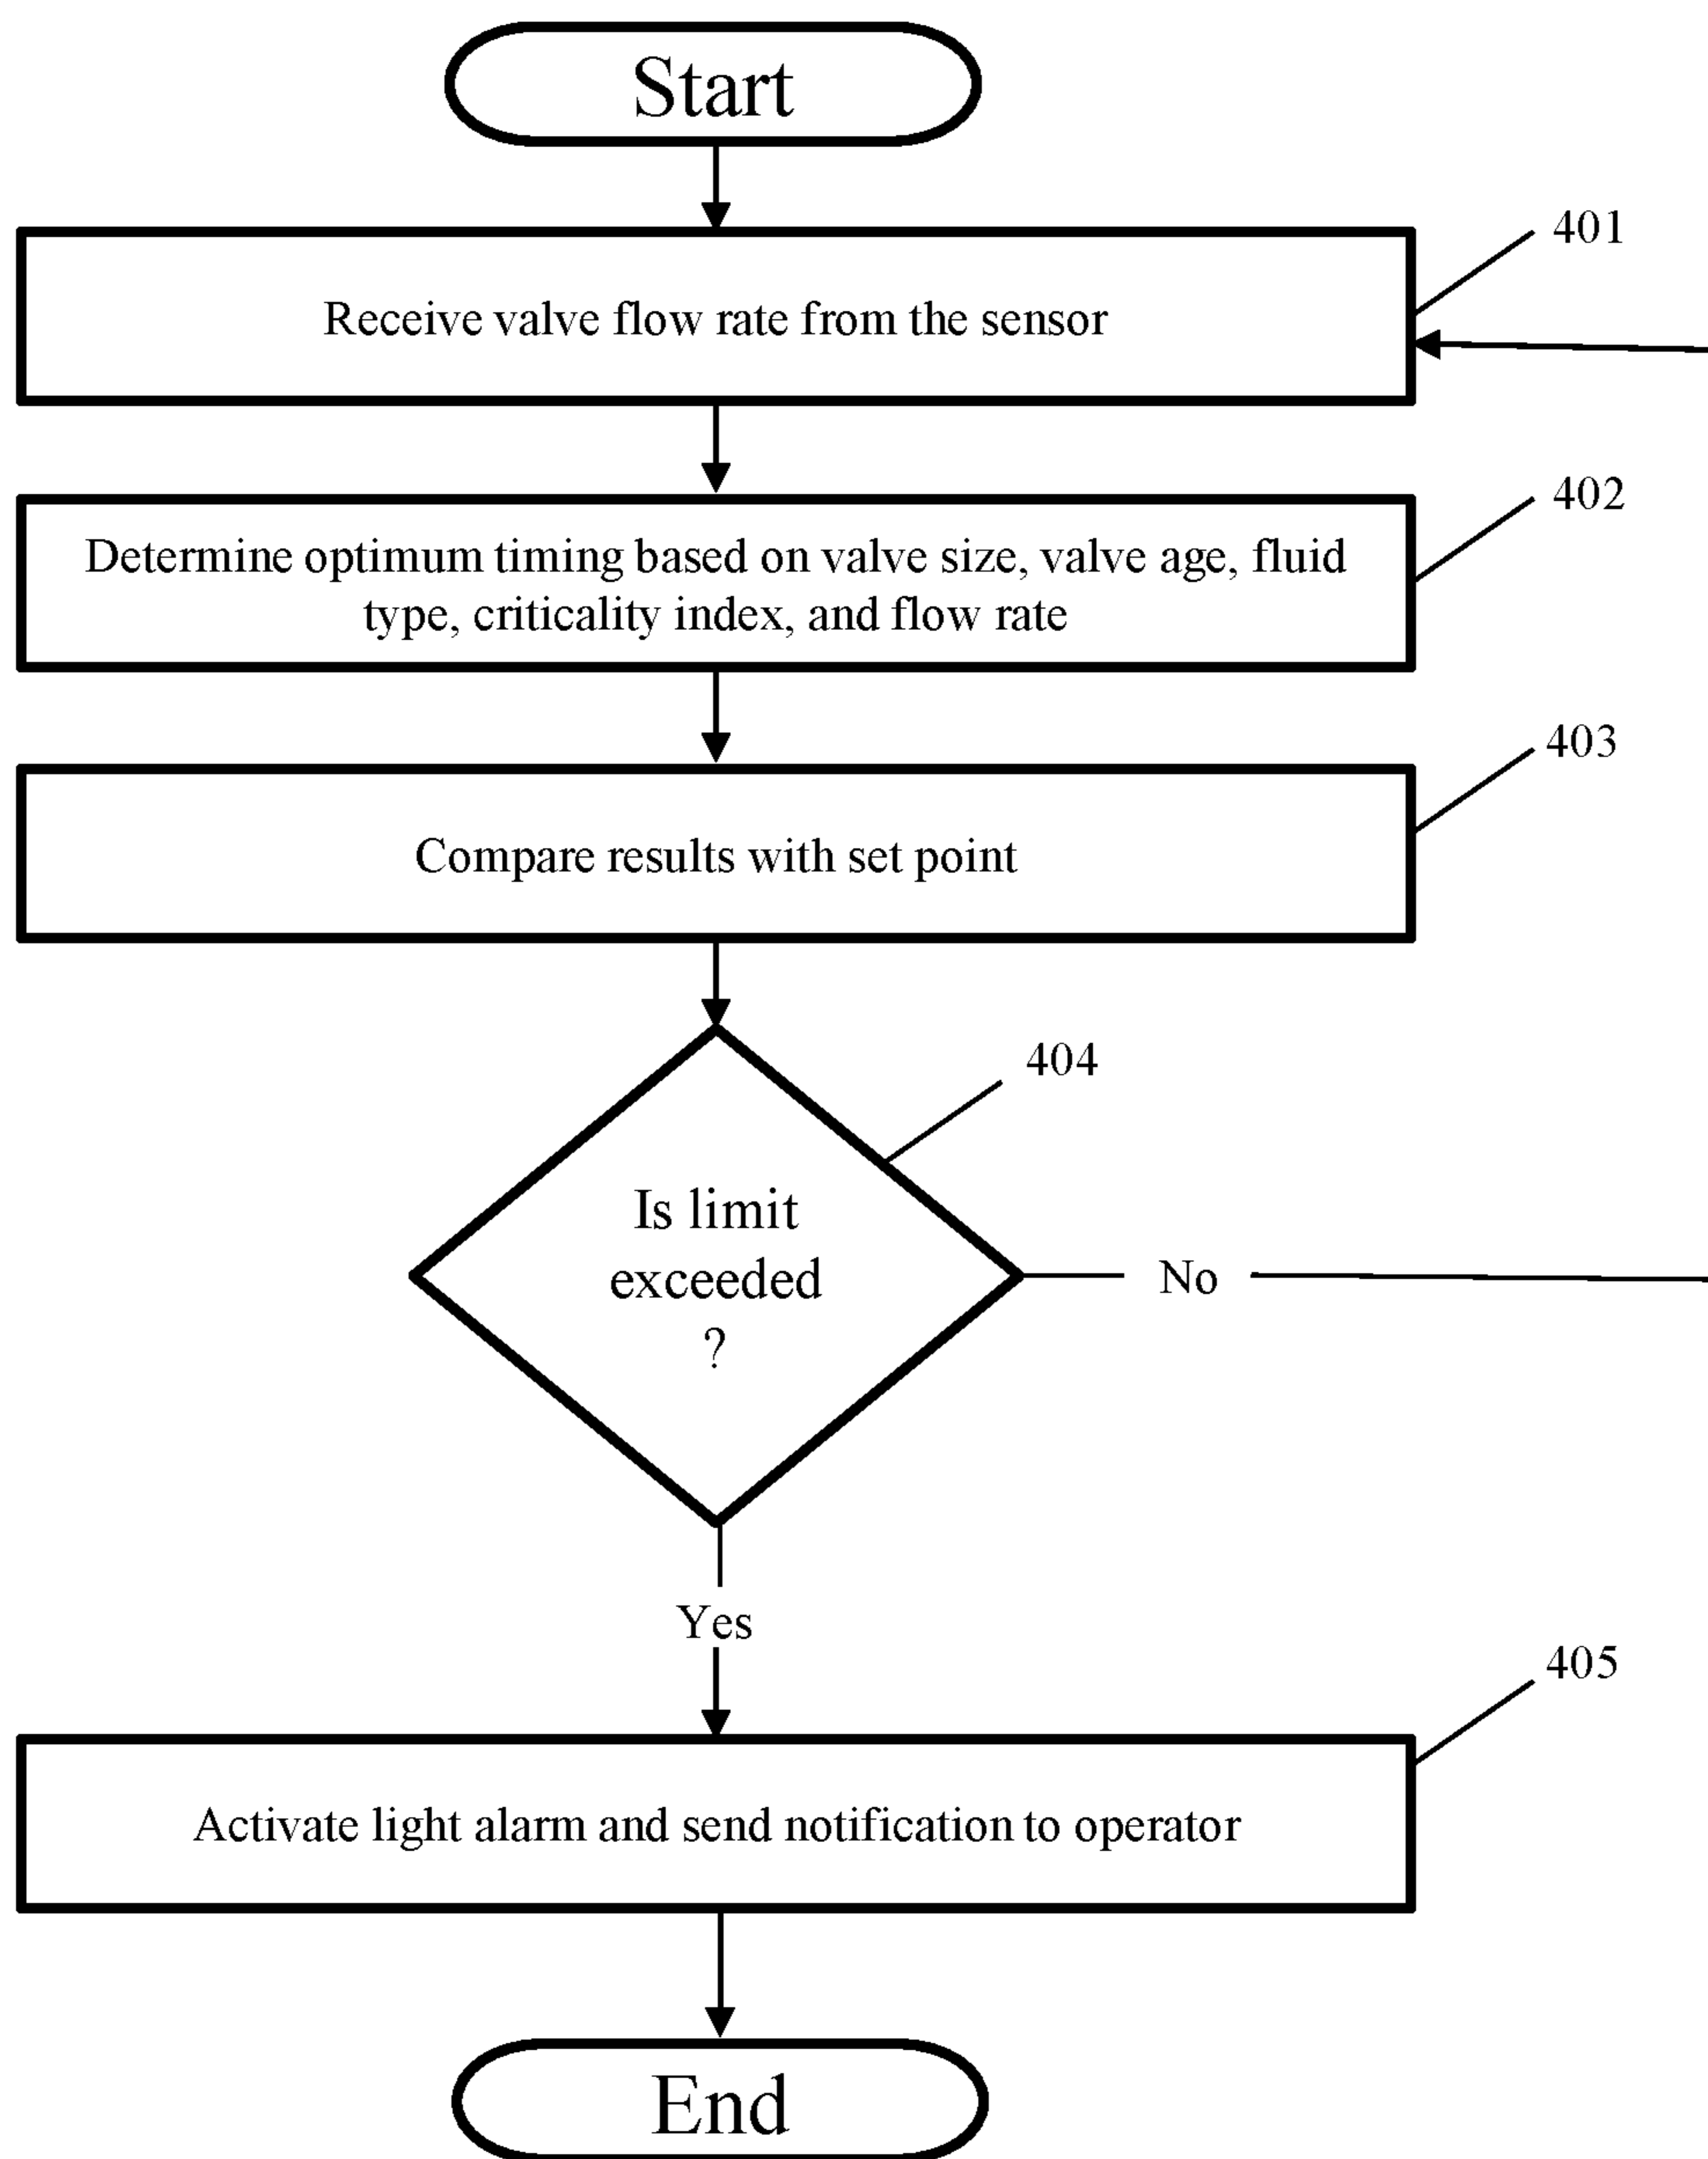 Start
401
Receive valve flow rate from the sensor
402
Determine optimum timing based on valve size, valve age, fluid
type, criticality index, and flow rate
403
Compare results with set point
404
Is limit
exceeded
?
No
Yes
405
Activate light alarm and send notification to operator
End